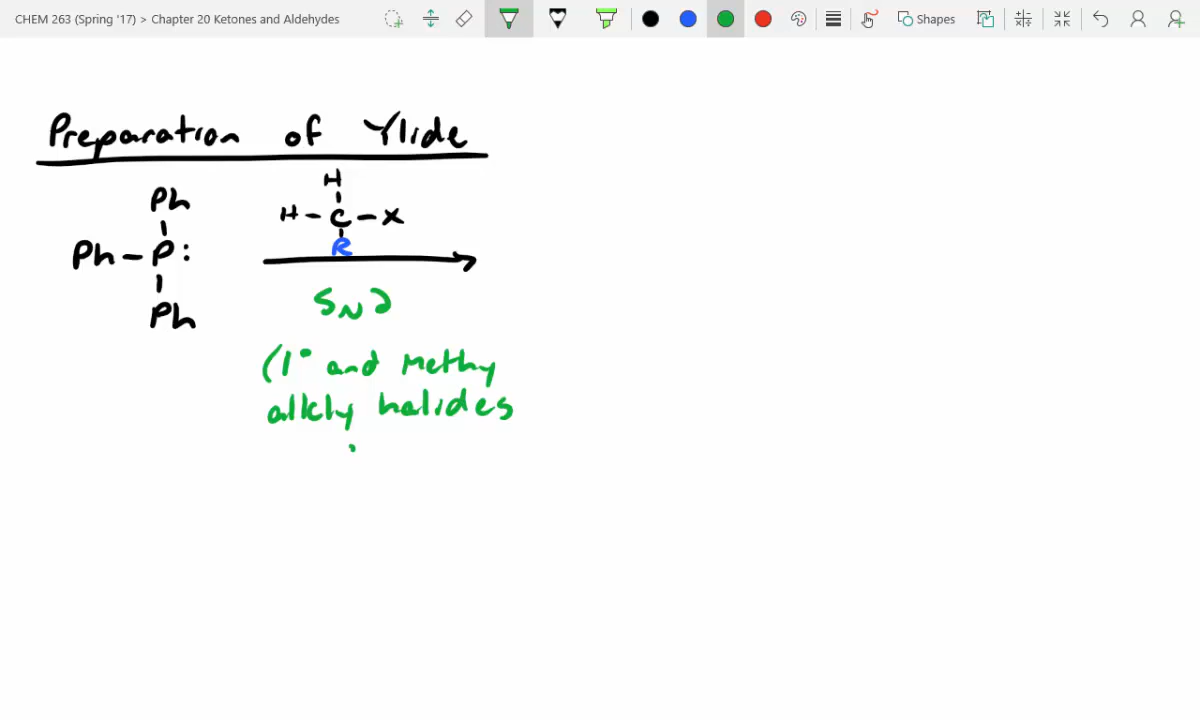 CHEM 263 (Spring '17) > Chapter 20 Ketones and Aldehydes
Shapes
Preparation of Ylide
Ph
Ph - P :
Ph
H
H - C - X
R
SN2
(1° and Methy
alkly halides